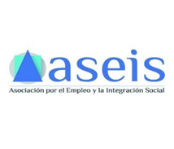 aseis
Asociación por el Empleo y la Integración Social